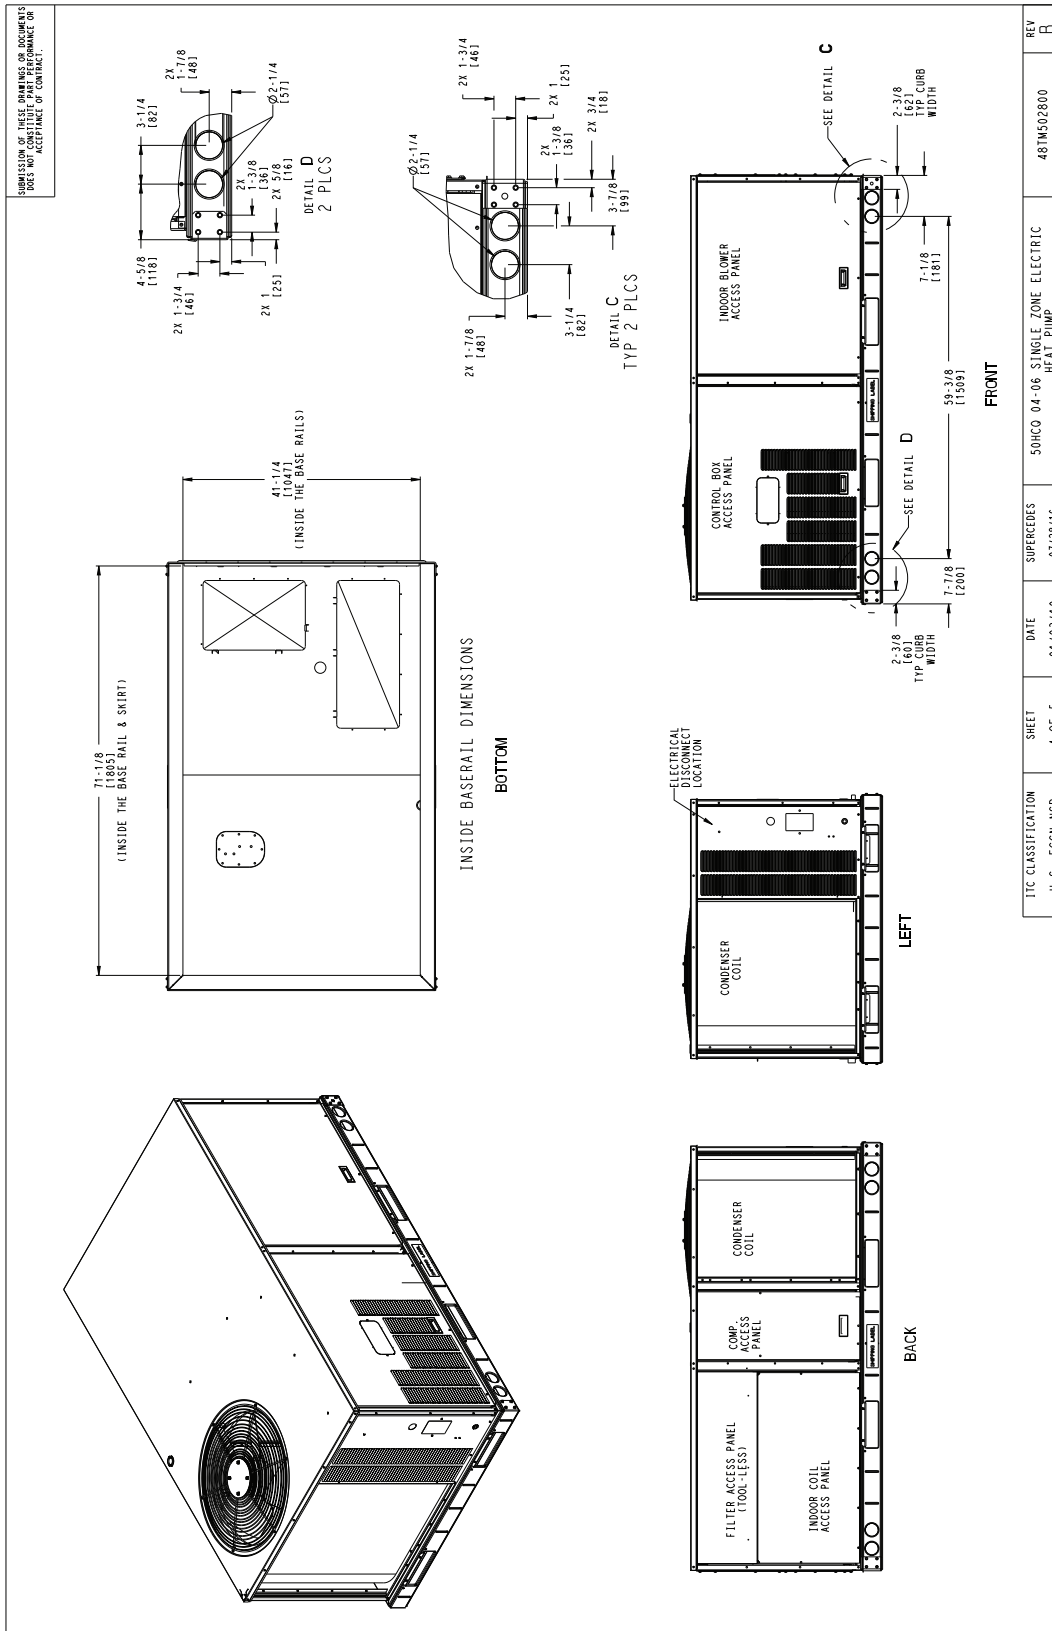 SUBMISSION OF THESE DRAWINGS OR DOCUMENTS
DOES NOT CONSTITUTE PART PERFORMANCE OR
ACCEPTANCE OF CONTRACT.
71-1/8
[1805]
(INSIDE THE BASE RAIL & SKIRT)
41-1/4
[1047]
(INSIDE THE BASE RAILS)
INSIDE BASERAIL DIMENSIONS
BOTTOM
4-5/8
[118]
3-1/4
[82]
2X
1-7/8
[48]
Ø2-1/4
[57]
2X 1-3/4
[46]
2X 1
[25]
2X
1-3/8
[36]
2X 5/8
[16]
DETAIL D
2 PLCS
2X 1-3/4
[46]
2X 1
[25]
Ø2-1/4
[57]
2X
1-3/8
[36]
2X 3/4
[18]
3-7/8
[99]
2X 1-7/8
[48]
3-1/4
[82]
DETAIL C
TYP 2 PLCS
FILTER ACCESS PANEL
(TOOL-LESS)
INDOOR COIL
ACCESS PANEL
COMP.
ACCESS
PANEL
CONDENSER
COIL
SHIPPING LABEL
BACK
CONDENSER
COIL
ELECTRICAL
DISCONNECT
LOCATION
LEFT
CONTROL BOX
ACCESS PANEL
INDOOR BLOWER
ACCESS PANEL
SHIPPING LABEL
SEE DETAIL C
SEE DETAIL D
2-3/8
[60]
TYP CURB
WIDTH
7-7/8
[200]
59-3/8
[1509]
7-1/8
[181]
2-3/8
[62]
TYP CURB
WIDTH
FRONT
ITC CLASSIFICATION
SHEET
DATE
SUPERCEDES
50HCQ 04-06 SINGLE ZONE ELECTRIC
HEAT PUMP
48TM502800
REV
B